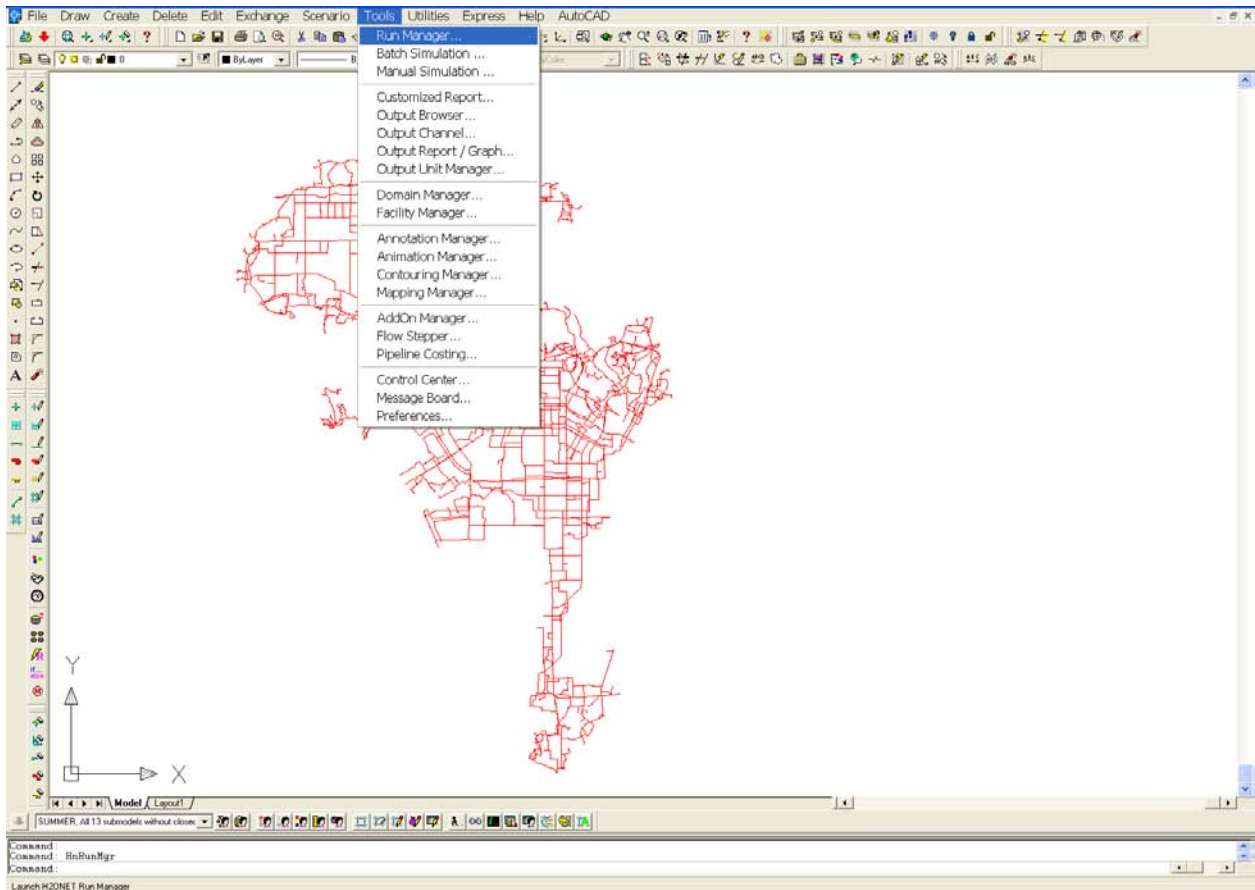 File Draw Create Delete Edit Exchange Scenario Tools Utilities Express Help AutoCAD
Run Manager...
0 ByLayer
Batch Simulation ...
Manual Simulation ...
Customized Report...
Output Browser...
Output Channel...
Output Report / Graph...
Output Unit Manager...
Domain Manager...
Facility Manager...
Annotation Manager...
Animation Manager...
Contouring Manager...
Mapping Manager...
AddOn Manager...
Flow Stepper...
Pipeline Costing...
Control Center...
Message Board...
Preferences...
Y
X
Model Layout1
SUMMER, All 13 submodels without closec
Command:
Command: HnRunMgr
Command:
Launch H2ONET Run Manager